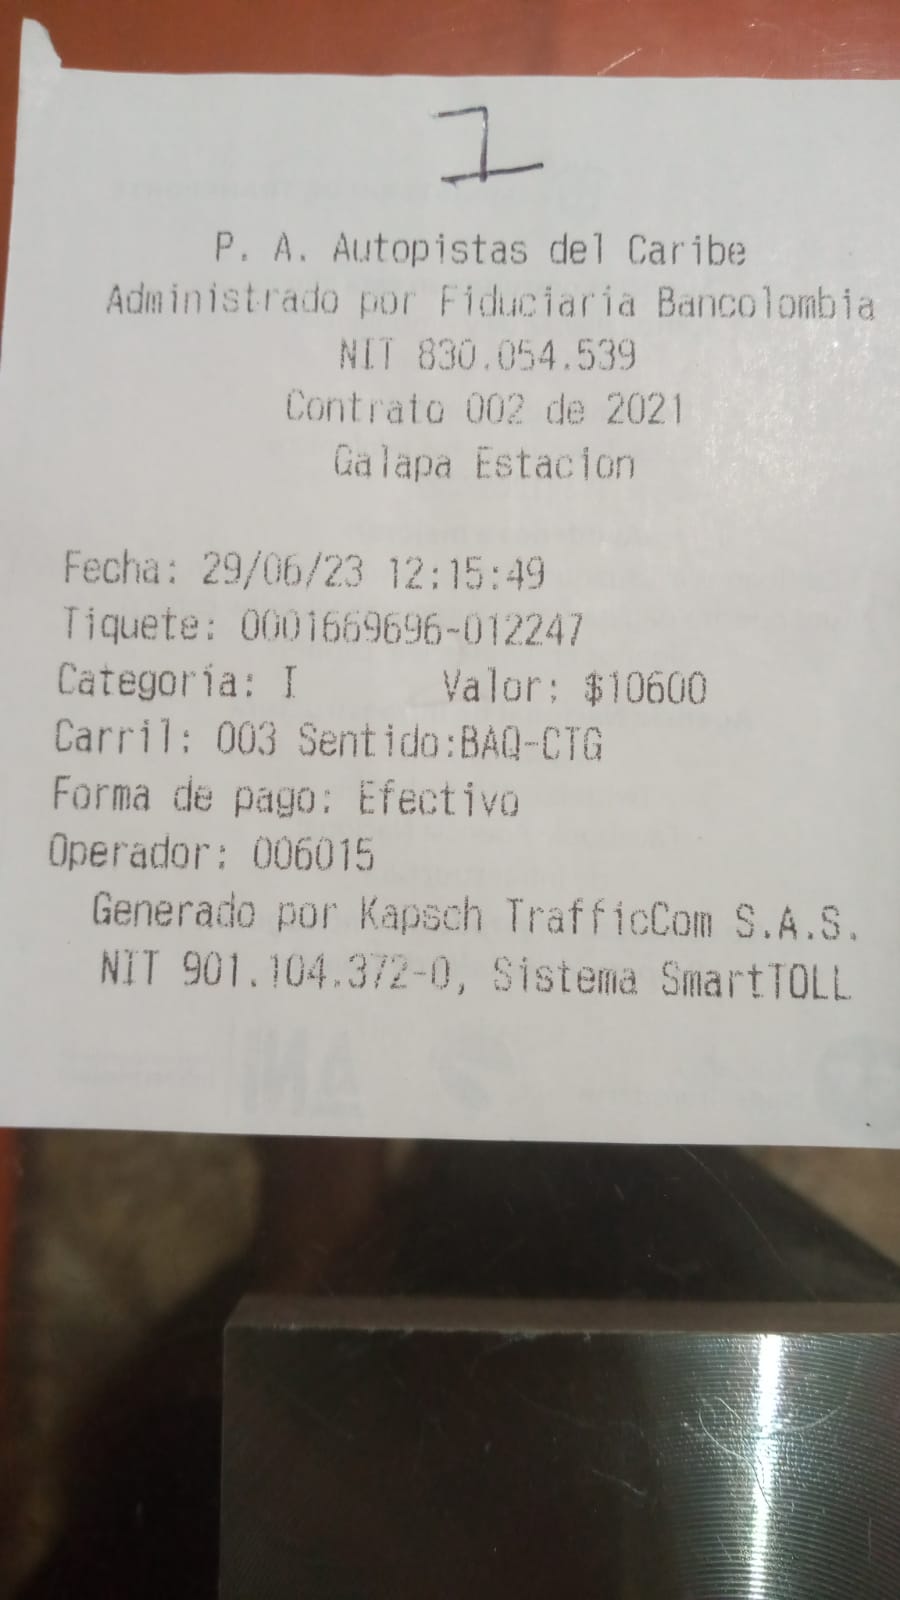 1
P. A. Autopistas del Caribe
Administrado por Fiduciaria Bancolombia
NIT 830.054.539
Contrato 002 de 2021
Galapa Estacion
Fecha: 29/06/23 12:15:49
Tiquete: 0001669696-012247
Categoria: I Valor: $10600
Carril: 003 Sentido:BAQ-CTG
Forma de pago: Efectivo
Operador: 006015
Generado por Kapsch TrafficCom S.A.S.
NIT 901.104.372-0, Sistema SmartTOLL